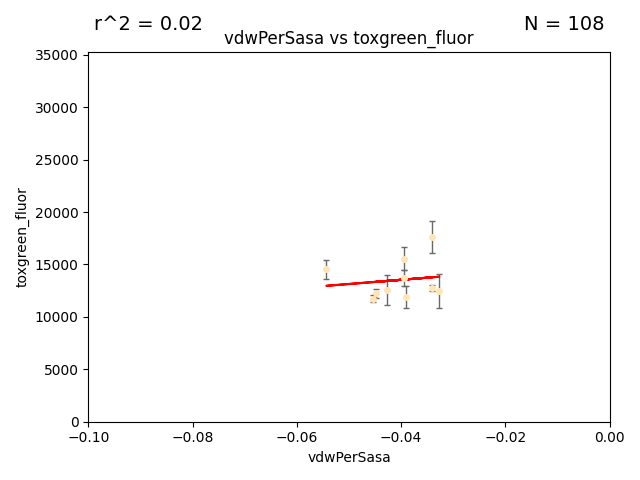 r^2 = 0.02
N = 108
vdwPerSasa vs toxgreen_fluor
35000
30000
25000
20000
15000
10000
5000
0
toxgreen_fluor
−0.10
−0.08
−0.06
−0.04
−0.02
0.00
vdwPerSasa